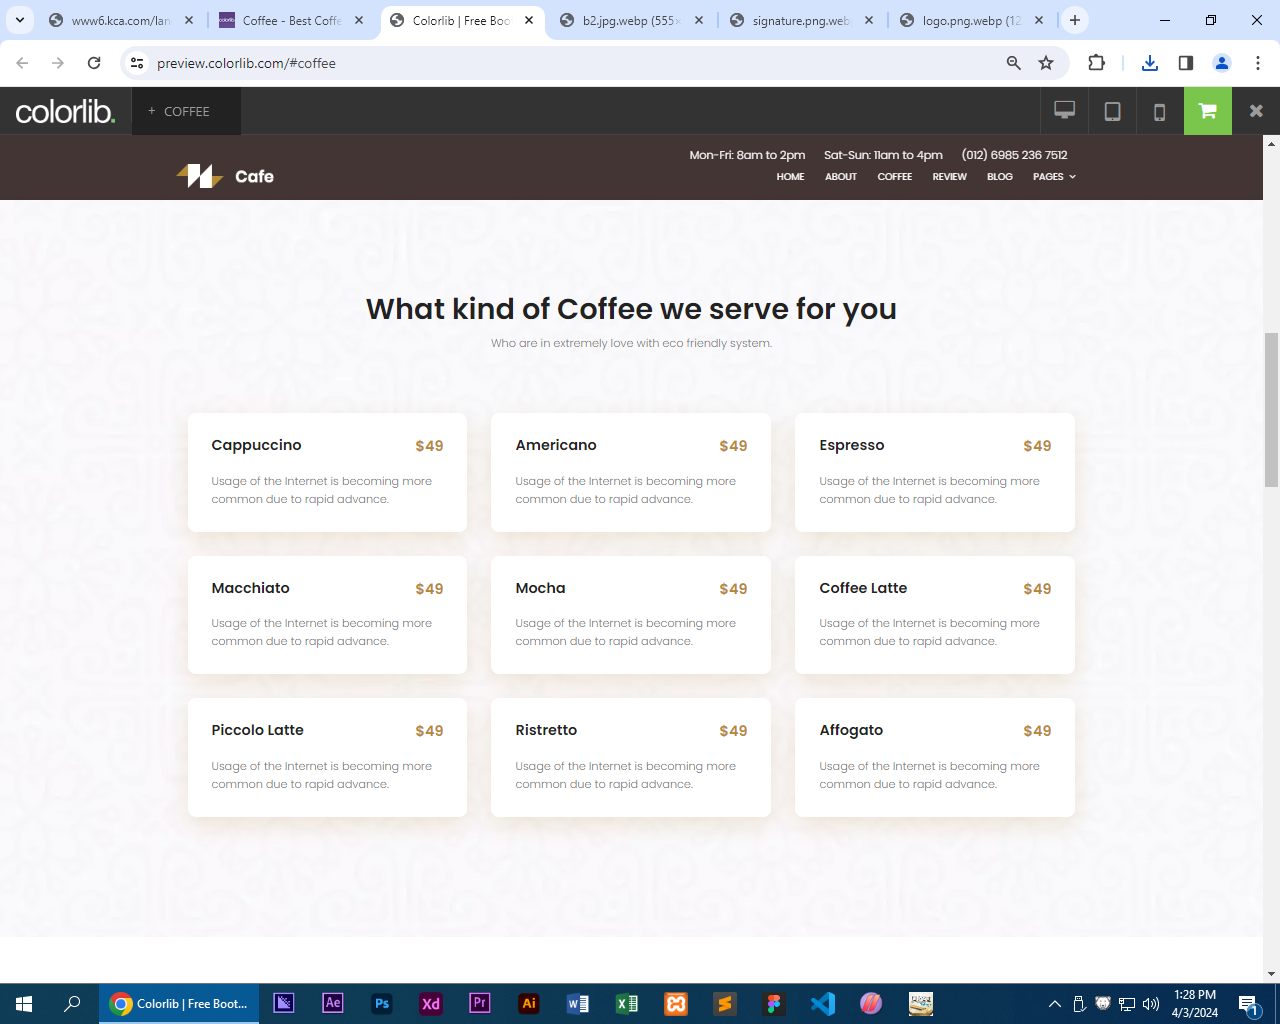 www6.kca.com/lan
Coffee - Best Coffe
Colorlib | Free Boo
b2.jpg.webp (555×
signature.png.web
logo.png.webp (12
preview.colorlib.com/#coffee
colorlib.
+ COFFEE
Mon-Fri: 8am to 2pm Sat-Sun: 11am to 4pm (012) 6985 236 7512
Cafe
HOME ABOUT COFFEE REVIEW BLOG PAGES
What kind of Coffee we serve for you
Who are in extremely love with eco friendly system.
Cappuccino $49
Usage of the Internet is becoming more
common due to rapid advance.
Americano $49
Usage of the Internet is becoming more
common due to rapid advance.
Espresso $49
Usage of the Internet is becoming more
common due to rapid advance.
Macchiato $49
Usage of the Internet is becoming more
common due to rapid advance.
Mocha $49
Usage of the Internet is becoming more
common due to rapid advance.
Coffee Latte $49
Usage of the Internet is becoming more
common due to rapid advance.
Piccolo Latte $49
Usage of the Internet is becoming more
common due to rapid advance.
Ristretto $49
Usage of the Internet is becoming more
common due to rapid advance.
Affogato $49
Usage of the Internet is becoming more
common due to rapid advance.
Colorlib | Free Boot...
Ae
Ps
Xd
Pr
Ai
1:28 PM
4/3/2024
1